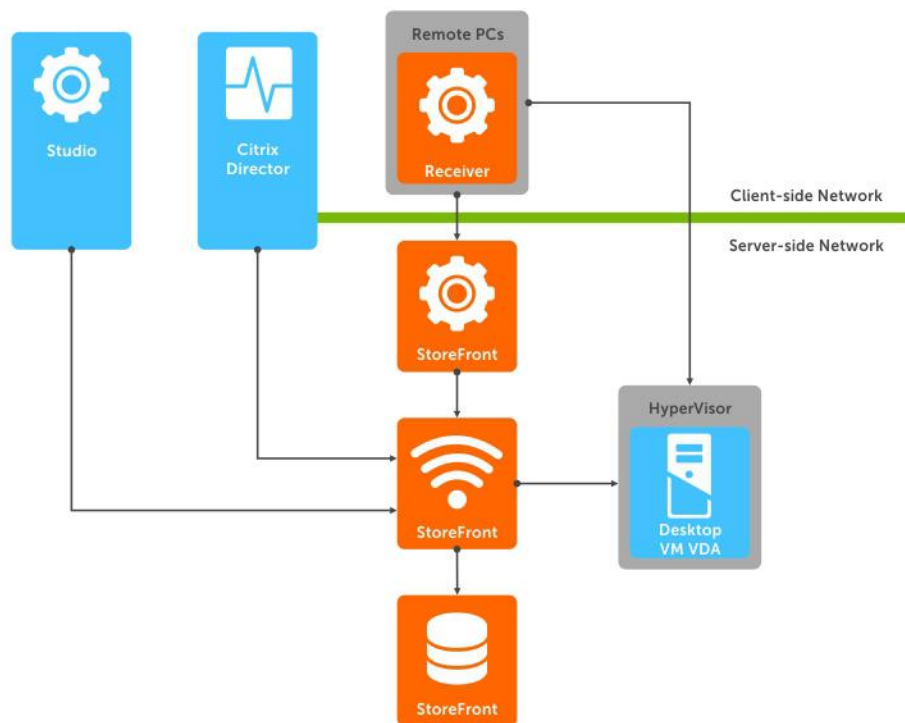 Remote PCs
Studio
Citrix
Director
Receiver
Client-side Network
Server-side Network
StoreFront
HyperVisor
StoreFront
Desktop
VM VDA
StoreFront